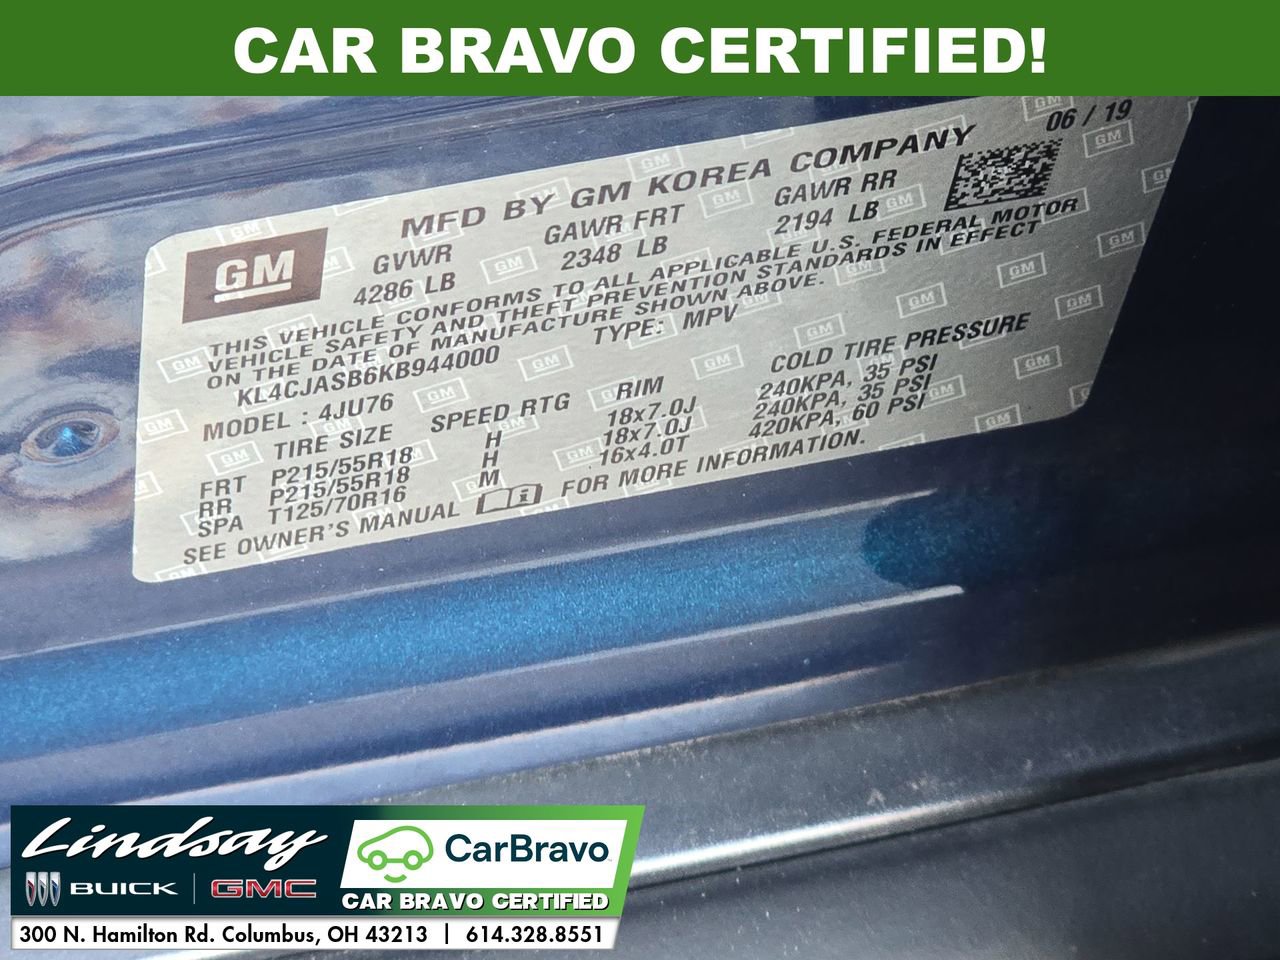 CAR BRAVO CERTIFIED!
06 / 19
MFD BY GM KOREA COMPANY
GM
GVWR GAWR FRT GAWR RR
4286 LB 2348 LB 2194 LB
THIS VEHICLE CONFORMS TO ALL APPLICABLE U.S. FEDERAL MOTOR
VEHICLE SAFETY AND THEFT PREVENTION STANDARDS IN EFFECT
ON THE DATE OF MANUFACTURE SHOWN ABOVE.
KL4CJASB6KB944000 TYPE: MPV
MODEL : 4JU76
TIRE SIZE SPEED RTG RIM COLD TIRE PRESSURE
FRT P215/55R18 H 18x7.0J 240KPA, 35 PSI
RR P215/55R18 H 18x7.0J 240KPA, 35 PSI
SPA T125/70R16 M 16x4.0T 420KPA, 60 PSI
SEE OWNER'S MANUAL FOR MORE INFORMATION.
Lindsay
BUICK | GMC
CarBravo
CAR BRAVO CERTIFIED
300 N. Hamilton Rd. Columbus, OH 43213 | 614.328.8551